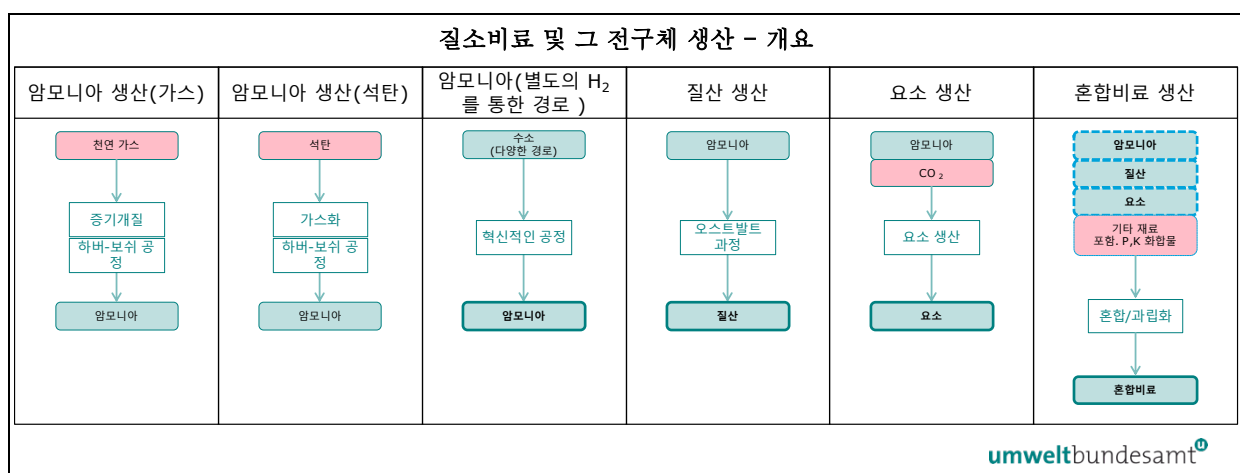 질소비료 및 그 전구체 생산 – 개요
암모니아 생산(가스)
천연 가스
증기개질
하버-보쉬 공
정
암모니아
암모니아 생산(석탄)
석탄
가스화
하버-보쉬 공
정
암모니아
암모니아(별도의 H₂
를 통한 경로 )
수소
(다양한 경로)
혁신적인 공정
암모니아
질산 생산
암모니아
오스트발트
과정
질산
요소 생산
암모니아
CO ₂
요소 생산
요소
혼합비료 생산
암모니아
질산
요소
기타 재료
포함. P,K 화합물
혼합/과립화
혼합비료
umweltbundesamt